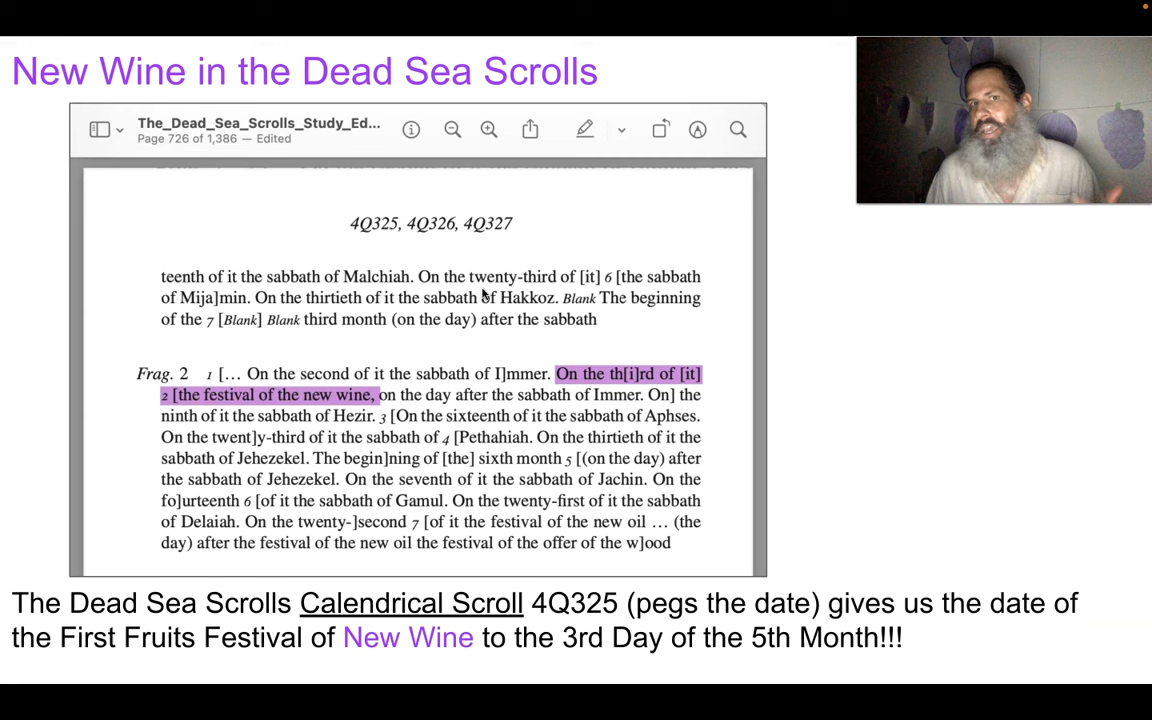 New Wine in the Dead Sea Scrolls
The_Dead_Sea_Scrolls_Study_Ed...
Page 726 of 1,386 — Edited
4Q325, 4Q326, 4Q327
teenth of it the sabbath of Malchiah. On the twenty-third of [it] 6 [the sabbath
of Mija]min. On the thirtieth of it the sabbath of Hakkoz. Blank The beginning
of the 7 [Blank] Blank third month (on the day) after the sabbath
Frag. 2 1 [… On the second of it the sabbath of I]mmer. On the th[i]rd of [it]
2 [the festival of the new wine, on the day after the sabbath of Immer. On] the
ninth of it the sabbath of Hezir. 3 [On the sixteenth of it the sabbath of Aphses.
On the twent]y-third of it the sabbath of 4 [Pethahiah. On the thirtieth of it the
sabbath of Jehezekel. The begin]ning of [the] sixth month 5 [(on the day) after
the sabbath of Jehezekel. On the seventh of it the sabbath of Jachin. On the
fo]urteenth 6 [of it the sabbath of Gamul. On the twenty-first of it the sabbath
of Delaiah. On the twenty-]second 7 [of it the festival of the new oil … (the
day) after the festival of the new oil the festival of the offer of the w]ood
The Dead Sea Scrolls Calendrical Scroll 4Q325 (pegs the date) gives us the date of
the First Fruits Festival of New Wine to the 3rd Day of the 5th Month!!!